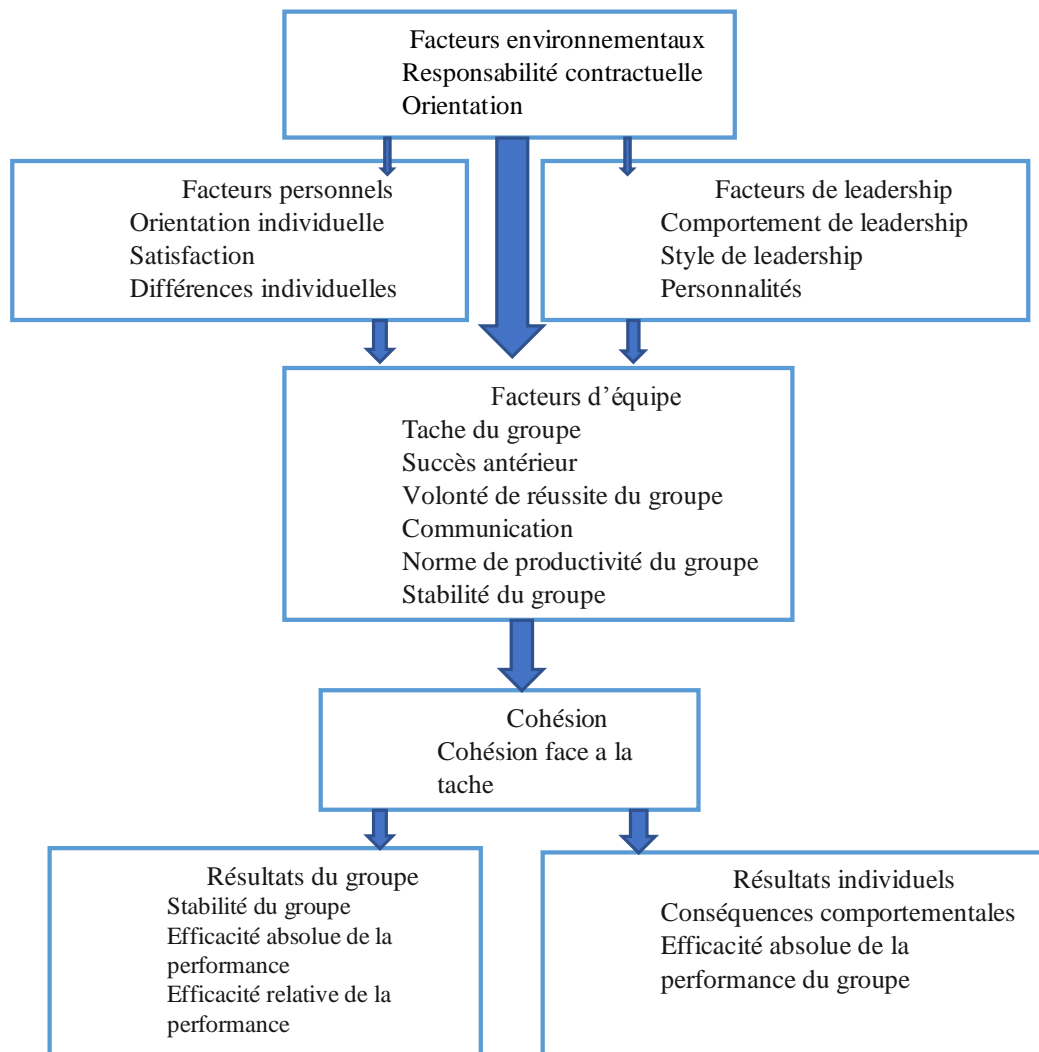 Facteurs environnementaux
Responsabilité contractuelle
Orientation
Facteurs personnels
Orientation individuelle
Satisfaction
Différences individuelles
Facteurs de leadership
Comportement de leadership
Style de leadership
Personnalités
Facteurs d’équipe
Tache du groupe
Succès antérieur
Volonté de réussite du groupe
Communication
Norme de productivité du groupe
Stabilité du groupe
Cohésion
Cohésion face a la
tache
Résultats du groupe
Stabilité du groupe
Efficacité absolue de la
performance
Efficacité relative de la
performance
Résultats individuels
Conséquences comportementales
Efficacité absolue de la
performance du groupe